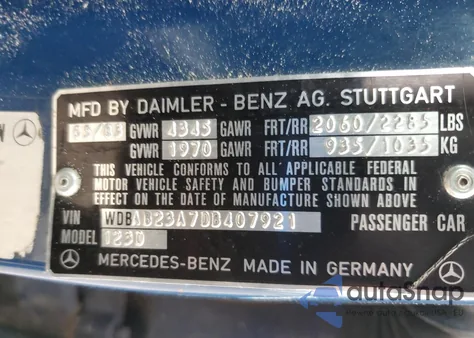 MFD BY DAIMLER - BENZ AG. STUTTGART
GVWR 4345 GAWR FRT/RR 2060/2285 LBS
GVWR 1970 GAWR FRT/RR 935/1035 KG
THIS VEHICLE CONFORMS TO ALL APPLICABLE FEDERAL
MOTOR VEHICLE SAFETY AND BUMPER STANDARDS IN
EFFECT ON THE DATE OF MANUFACTURE SHOWN ABOVE.
VIN WDBAB23A7DB407921 PASSENGER CAR
MODEL 123D
MERCEDES-BENZ MADE IN GERMANY
autoSnap